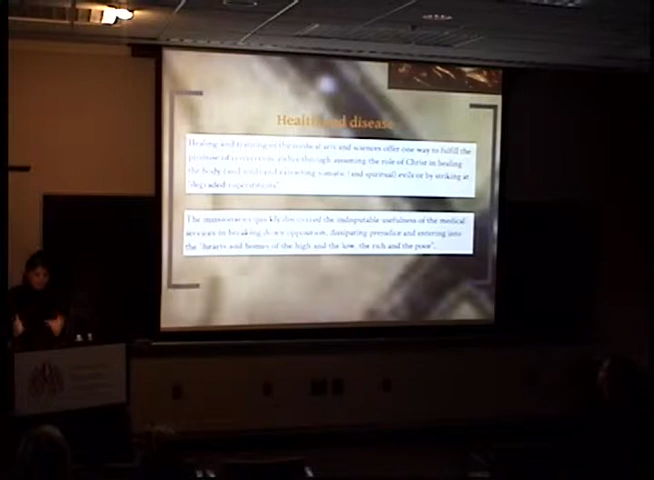 Health and disease
Healing and training in the medical arts and sciences offer one way to fulfill the
promise of conversion, either through assuming the role of Christ in healing
the body (and soul) and extracting somatic (and spiritual) evils or by striking at
"degraded superstitions"
The missionaries quickly discovered the indisputable usefulness of the medical
services in breaking down opposition, dissipating prejudice and entering into
the "hearts and homes of the high and the low, the rich and the poor".